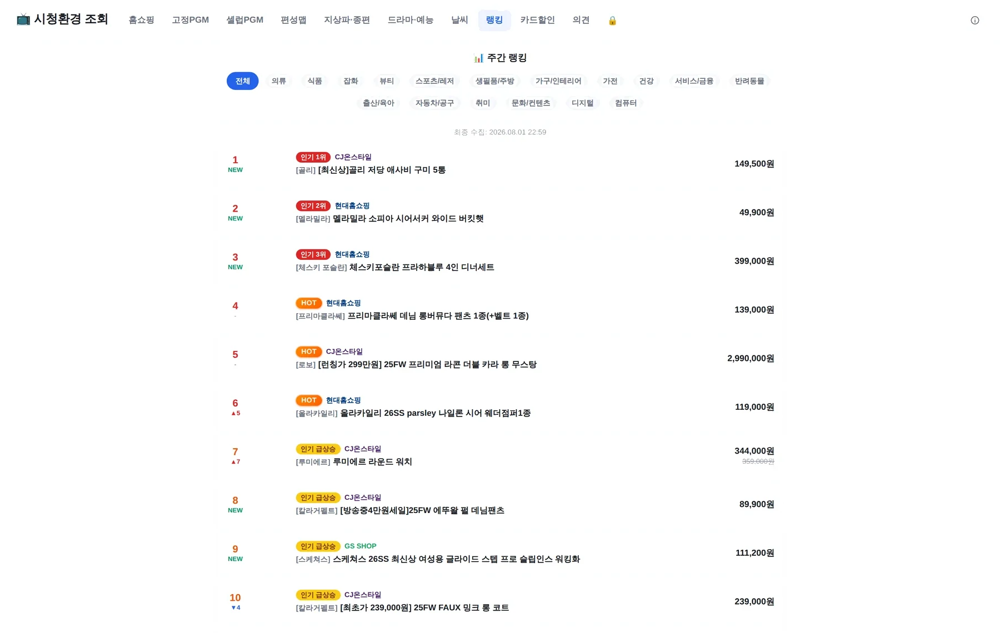 📺 시청환경 조회 홈쇼핑 고정PGM 셀럽PGM 편성맵 지상파·종편 드라마·예능 날씨 랭킹 카드할인 의견 🔒
📊 주간 랭킹
전체 의류 식품 잡화 뷰티 스포츠/레저 생필품/주방 가구/인테리어 가전 건강 서비스/금융 반려동물
출산/육아 자동차/공구 취미 문화/컨텐츠 디지털 컴퓨터
최종 수집: 2026.08.01 22:59
1 인기 1위 CJ온스타일
NEW [골리] [최신상]골리 저당 애사비 구미 5통 149,500원
2 인기 2위 현대홈쇼핑
NEW [멜라밀라] 멜라밀라 소피아 시어서커 와이드 버킷햇 49,900원
3 인기 3위 현대홈쇼핑
NEW [체스키 포슬란] 체스키포슬란 프라하블루 4인 디너세트 399,000원
4 HOT 현대홈쇼핑
- [프리마클라쎄] 프리마클라쎄 데님 롱버뮤다 팬츠 1종(+벨트 1종) 139,000원
5 HOT CJ온스타일
- [로보] [런칭가 299만원] 25FW 프리미엄 라콘 더블 카라 롱 무스탕 2,990,000원
6 HOT 현대홈쇼핑
▲5 [올라카일리] 올라카일리 26SS parsley 나일론 시어 웨더점퍼1종 119,000원
7 인기 급상승 CJ온스타일 344,000원
▲7 [루미에르] 루미에르 라운드 워치 359,000원
8 인기 급상승 CJ온스타일
NEW [칼라거펠트] [방송중4만원세일]25FW 에뚜왈 펄 데님팬츠 89,900원
9 인기 급상승 GS SHOP
NEW [스케쳐스] 스케쳐스 26SS 최신상 여성용 글라이드 스텝 프로 슬립인스 워킹화 111,200원
10 인기 급상승 CJ온스타일
▼4 [칼라거펠트] [최초가 239,000원] 25FW FAUX 밍크 롱 코트 239,000원